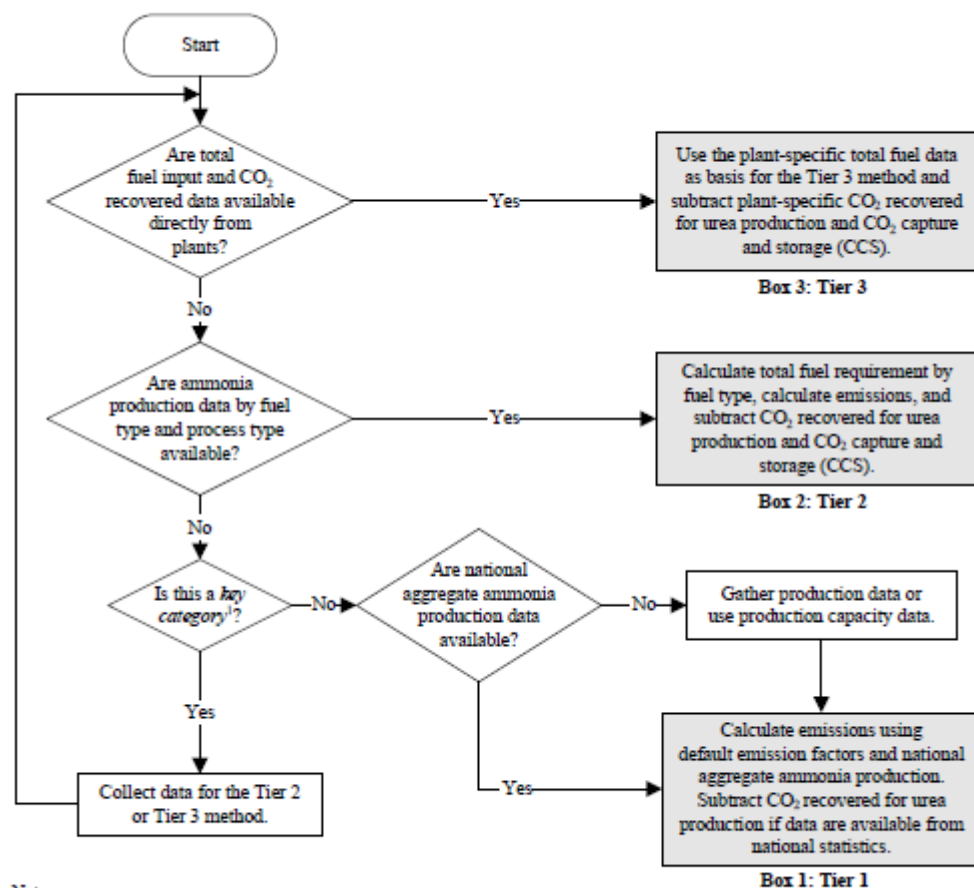 Start
Are total
fuel input and CO₂
recovered data available
directly from
plants?
Yes
Use the plant-specific total fuel data
as basis for the Tier 3 method and
subtract plant-specific CO₂ recovered
for urea production and CO₂ capture
and storage (CCS).
Box 3: Tier 3
No
Are ammonia
production data by fuel
type and process type
available?
Yes
Calculate total fuel requirement by
fuel type, calculate emissions, and
subtract CO₂ recovered for urea
production and CO₂ capture and
storage (CCS).
Box 2: Tier 2
No
Is this a key
category¹?
No
Are national
aggregate ammonia
production data
available?
No
Gather production data or
use production capacity data.
Yes
Collect data for the Tier 2
or Tier 3 method.
Yes
Calculate emissions using
default emission factors and national
aggregate ammonia production.
Subtract CO₂ recovered for urea
production if data are available from
national statistics.
Box 1: Tier 1